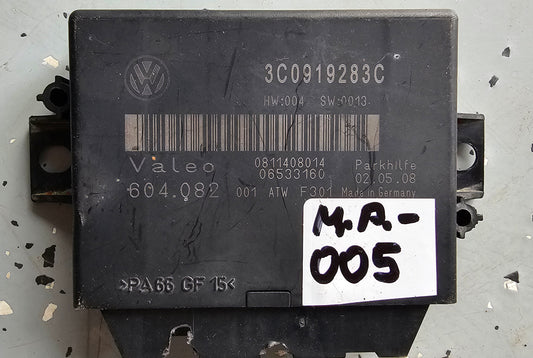 3C0919283C
HW:004 SW:0013
Valeo 0811408014 Parkhilfe
06533160 02.05.08
604.082 001 ATW F301 Made in Germany
M.A.-
005
>PA66 GF 15<